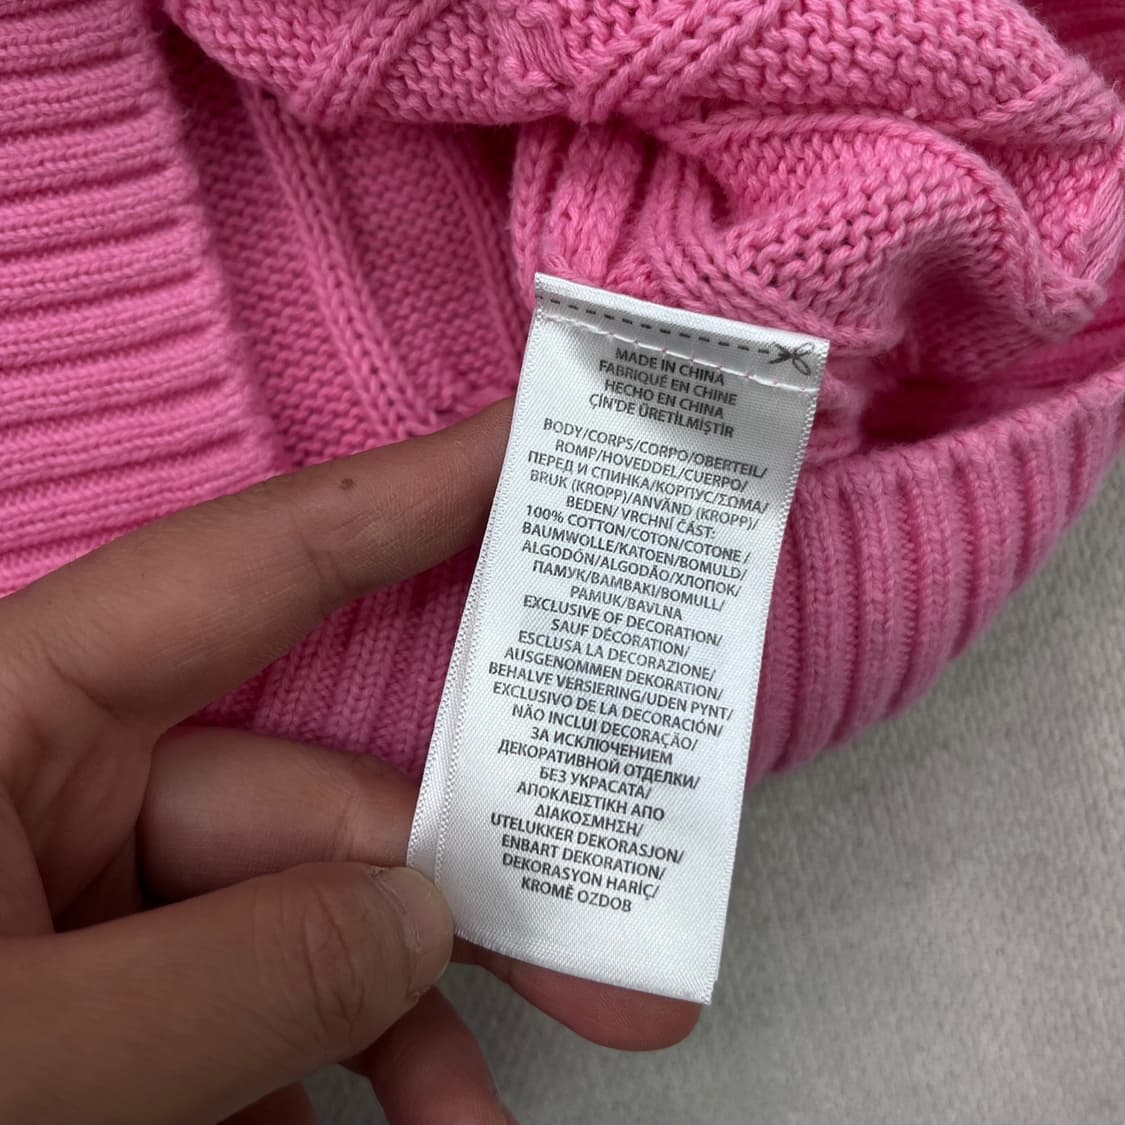 MADE IN CHINA
FABRIQUÉ EN CHINE
HECHO EN CHINA
ÇİN'DE ÜRETİLMİŞTİR
BODY/CORPS/CORPO/OBERTEIL/
ROMP/HOVEDDEL/CUERPO/
ПЕРЕД И СПИНКА/КОРПУС/ΣΩΜΑ/
BRUK (KROPP)/ANVÄND (KROPP)/
BEDEN/ VRCHNÍ ČÁST:
100% COTTON/COTON/COTONE /
BAUMWOLLE/KATOEN/BOMULD/
ALGODÓN/ALGODÃO/ХЛОПОК/
ПАМУК/ΒΑΜΒΑΚΙ/BOMULL/
PAMUK/BAVLNA
EXCLUSIVE OF DECORATION/
SAUF DÉCORATION/
ESCLUSA LA DECORAZIONE/
AUSGENOMMEN DEKORATION/
BEHALVE VERSIERING/UDEN PYNT/
EXCLUSIVO DE LA DECORACIÓN/
NÃO INCLUI DECORAÇÃO/
ЗА ИСКЛЮЧЕНИЕМ
ДЕКОРАТИВНОЙ ОТДЕЛКИ/
БЕЗ УКРАСАТА/
ΑΠΟΚΛΕΙΣΤΙΚΗ ΑΠΟ
ΔΙΑΚΟΣΜΗΣΗ/
UTELUKKER DEKORASJON/
ENBART DEKORATION/
DEKORASYON HARİÇ/
KROMĚ OZDOB